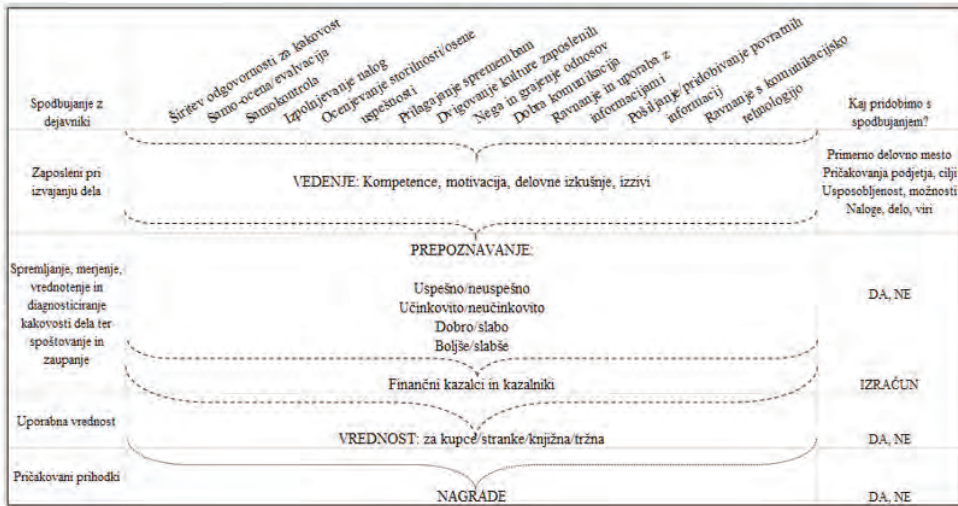 Spodbujanje z
dejavniki
Širitev odgovornosti za kakovost
Samo-ocena/evalvacija
Samokontrola
Izpolnjevanje nalog
Ocenjevanje storilnosti/osene
uspešnosti
Prilagajanje spremembam
Dvigovanje kulture zaposlenih
Nega in grajenje odnosov
Dobra komunikacija
Ravnanje in uporaba z
informacijami
Pošiljanje pridobivanje povratnih
informacij
Ravnanje s komunikacijsko
tehnologijo
Kaj pridobimo s
spodbujanjem?
Zaposleni pri
izvajanju dela
VEDENJE: Kompetence, motivacija, delovne izkušnje, izzivi
Primerno delovno mesto
Pričakovanja podjetja, cilji
Usposobljenost, možnosti
Naloge, delo, viri
Spremljanje, merjenje,
vrednotenje in
diagnosticiranje
kakovosti dela ter
spoštovanje in
zaupanje
PREPOZNAVANJE:
Uspešno/neuspešno
Učinkovito/neučinkovito
Dobro/slabo
Boljše/slabše
DA, NE
Finančni kazalci in kazalniki
IZRAČUN
Uporabna vrednost
VREDNOST: za kupce/stranke/knjižna/tržna
DA, NE
Pričakovani prihodki
NAGRADE
DA, NE